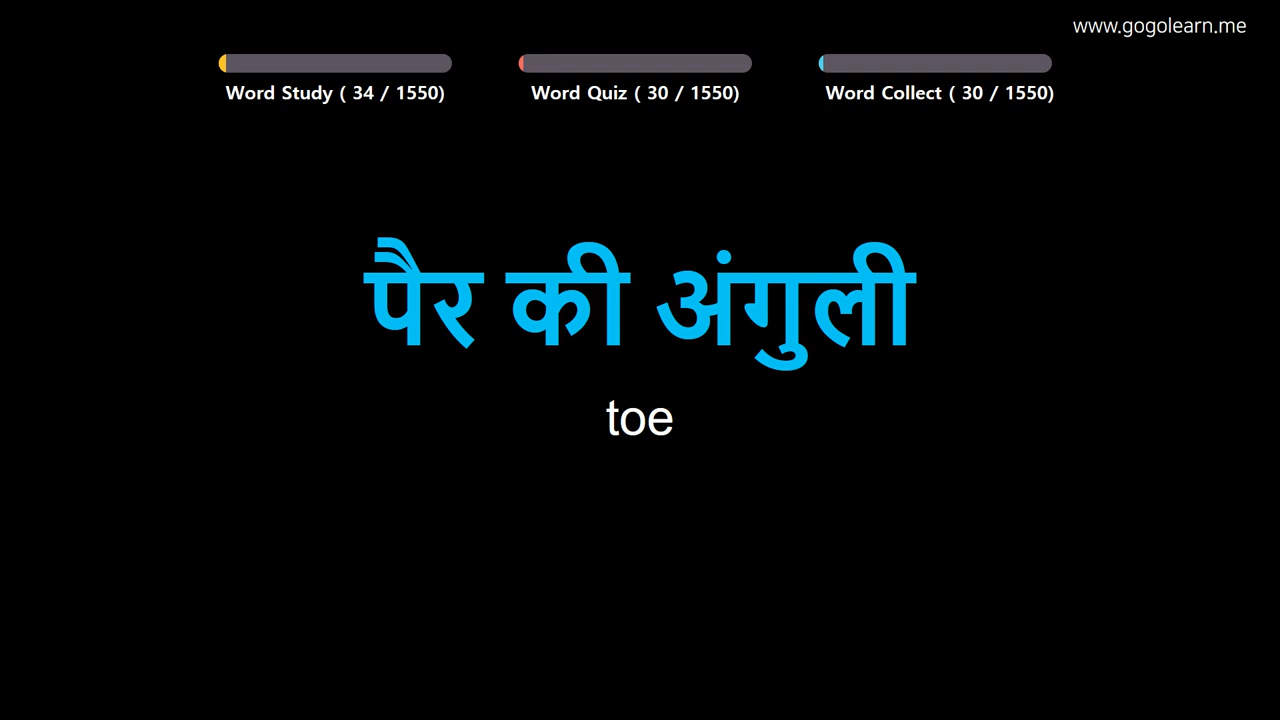 www.gogolearn.me
Word Study ( 34 / 1550)
Word Quiz ( 30 / 1550)
Word Collect ( 30 / 1550)
पैर की अंगुली
toe